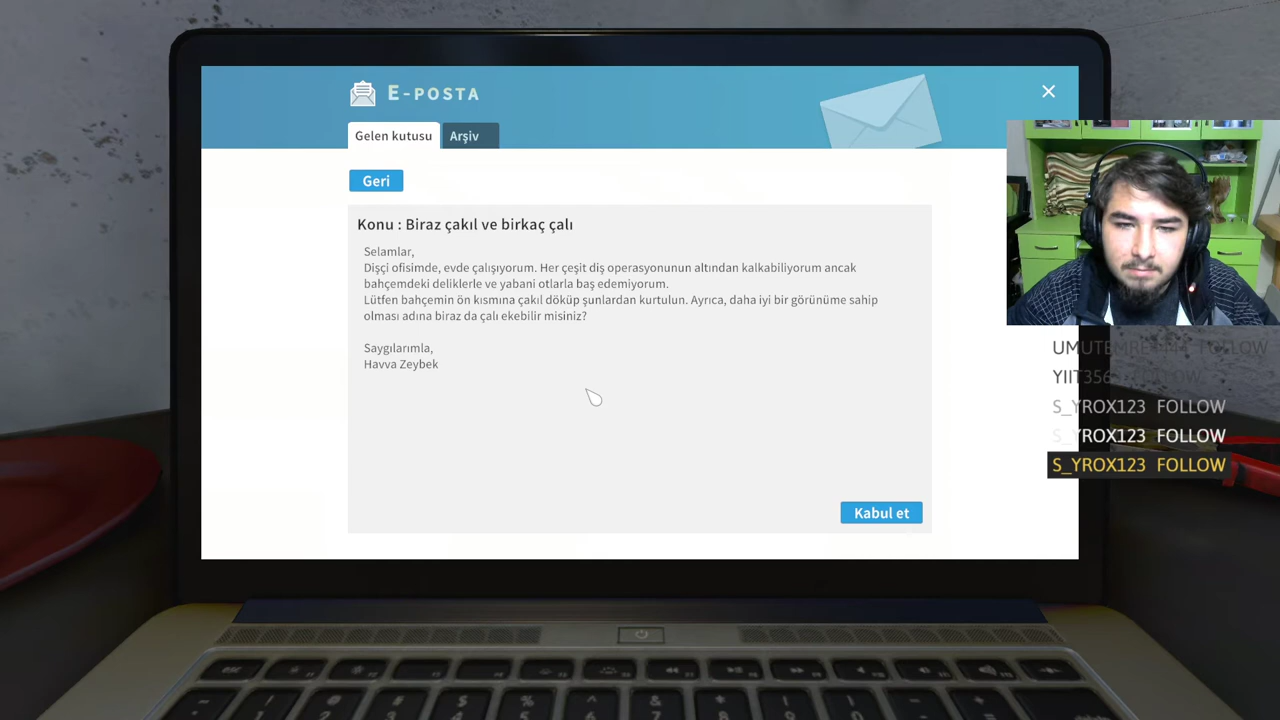 E-POSTA
Gelen kutusu
Arşiv
Geri
Konu : Biraz çakıl ve birkaç çalı
Selamlar,
Dişçi ofisimde, evde çalışıyorum. Her çeşit diş operasyonunun altından kalkabiliyorum ancak
bahçemdeki deliklerle ve yabani otlarla baş edemiyorum.
Lütfen bahçemin ön kısmına çakıl döküp şunlardan kurtulun. Ayrıca, daha iyi bir görünüme sahip
olması adına biraz da çalı ekebilir misiniz?
Saygılarımla,
Havva Zeybek
Kabul et
FOLLOW
FOLLOW
S_YROX123 FOLLOW
S_YROX123 FOLLOW
S_YROX123 FOLLOW